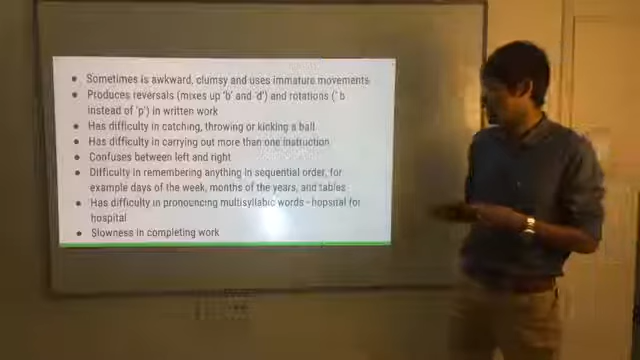 ● Sometimes is awkward, clumsy and uses immature movements
● Produces reversals (mixes up ‘b’ and ‘d’) and rotations (‘ b
instead of ‘p’) in written work
● Has difficulty in catching, throwing or kicking a ball
● Has difficulty in carrying out more than one instruction
● Confuses between left and right
● Difficulty in remembering anything in sequential order, for
example days of the week, months of the years, and tables
● Has difficulty in pronouncing multisyllabic words - hopsital for
hospital
● Slowness in completing work